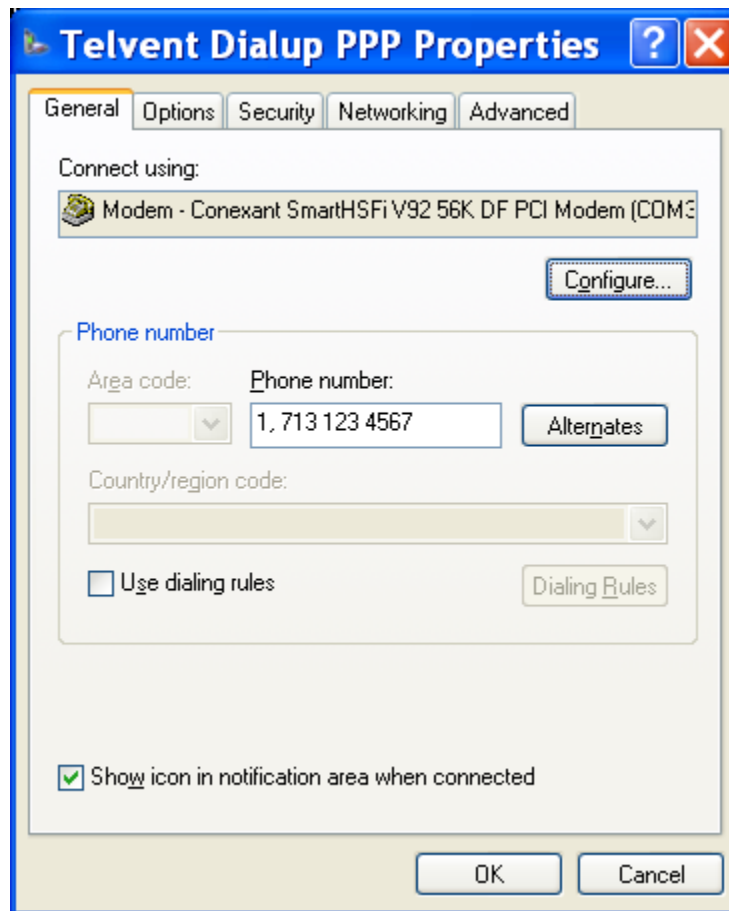 Telvent Dialup PPP Properties
General Options Security Networking Advanced
Connect using:
Modem - Conexant SmartHSFi V92 56K DF PCI Modem (COM3
Configure...
Phone number
Area code: Phone number:
1, 713 123 4567 Alternates
Country/region code:
Use dialing rules Dialing Rules
Show icon in notification area when connected
OK Cancel